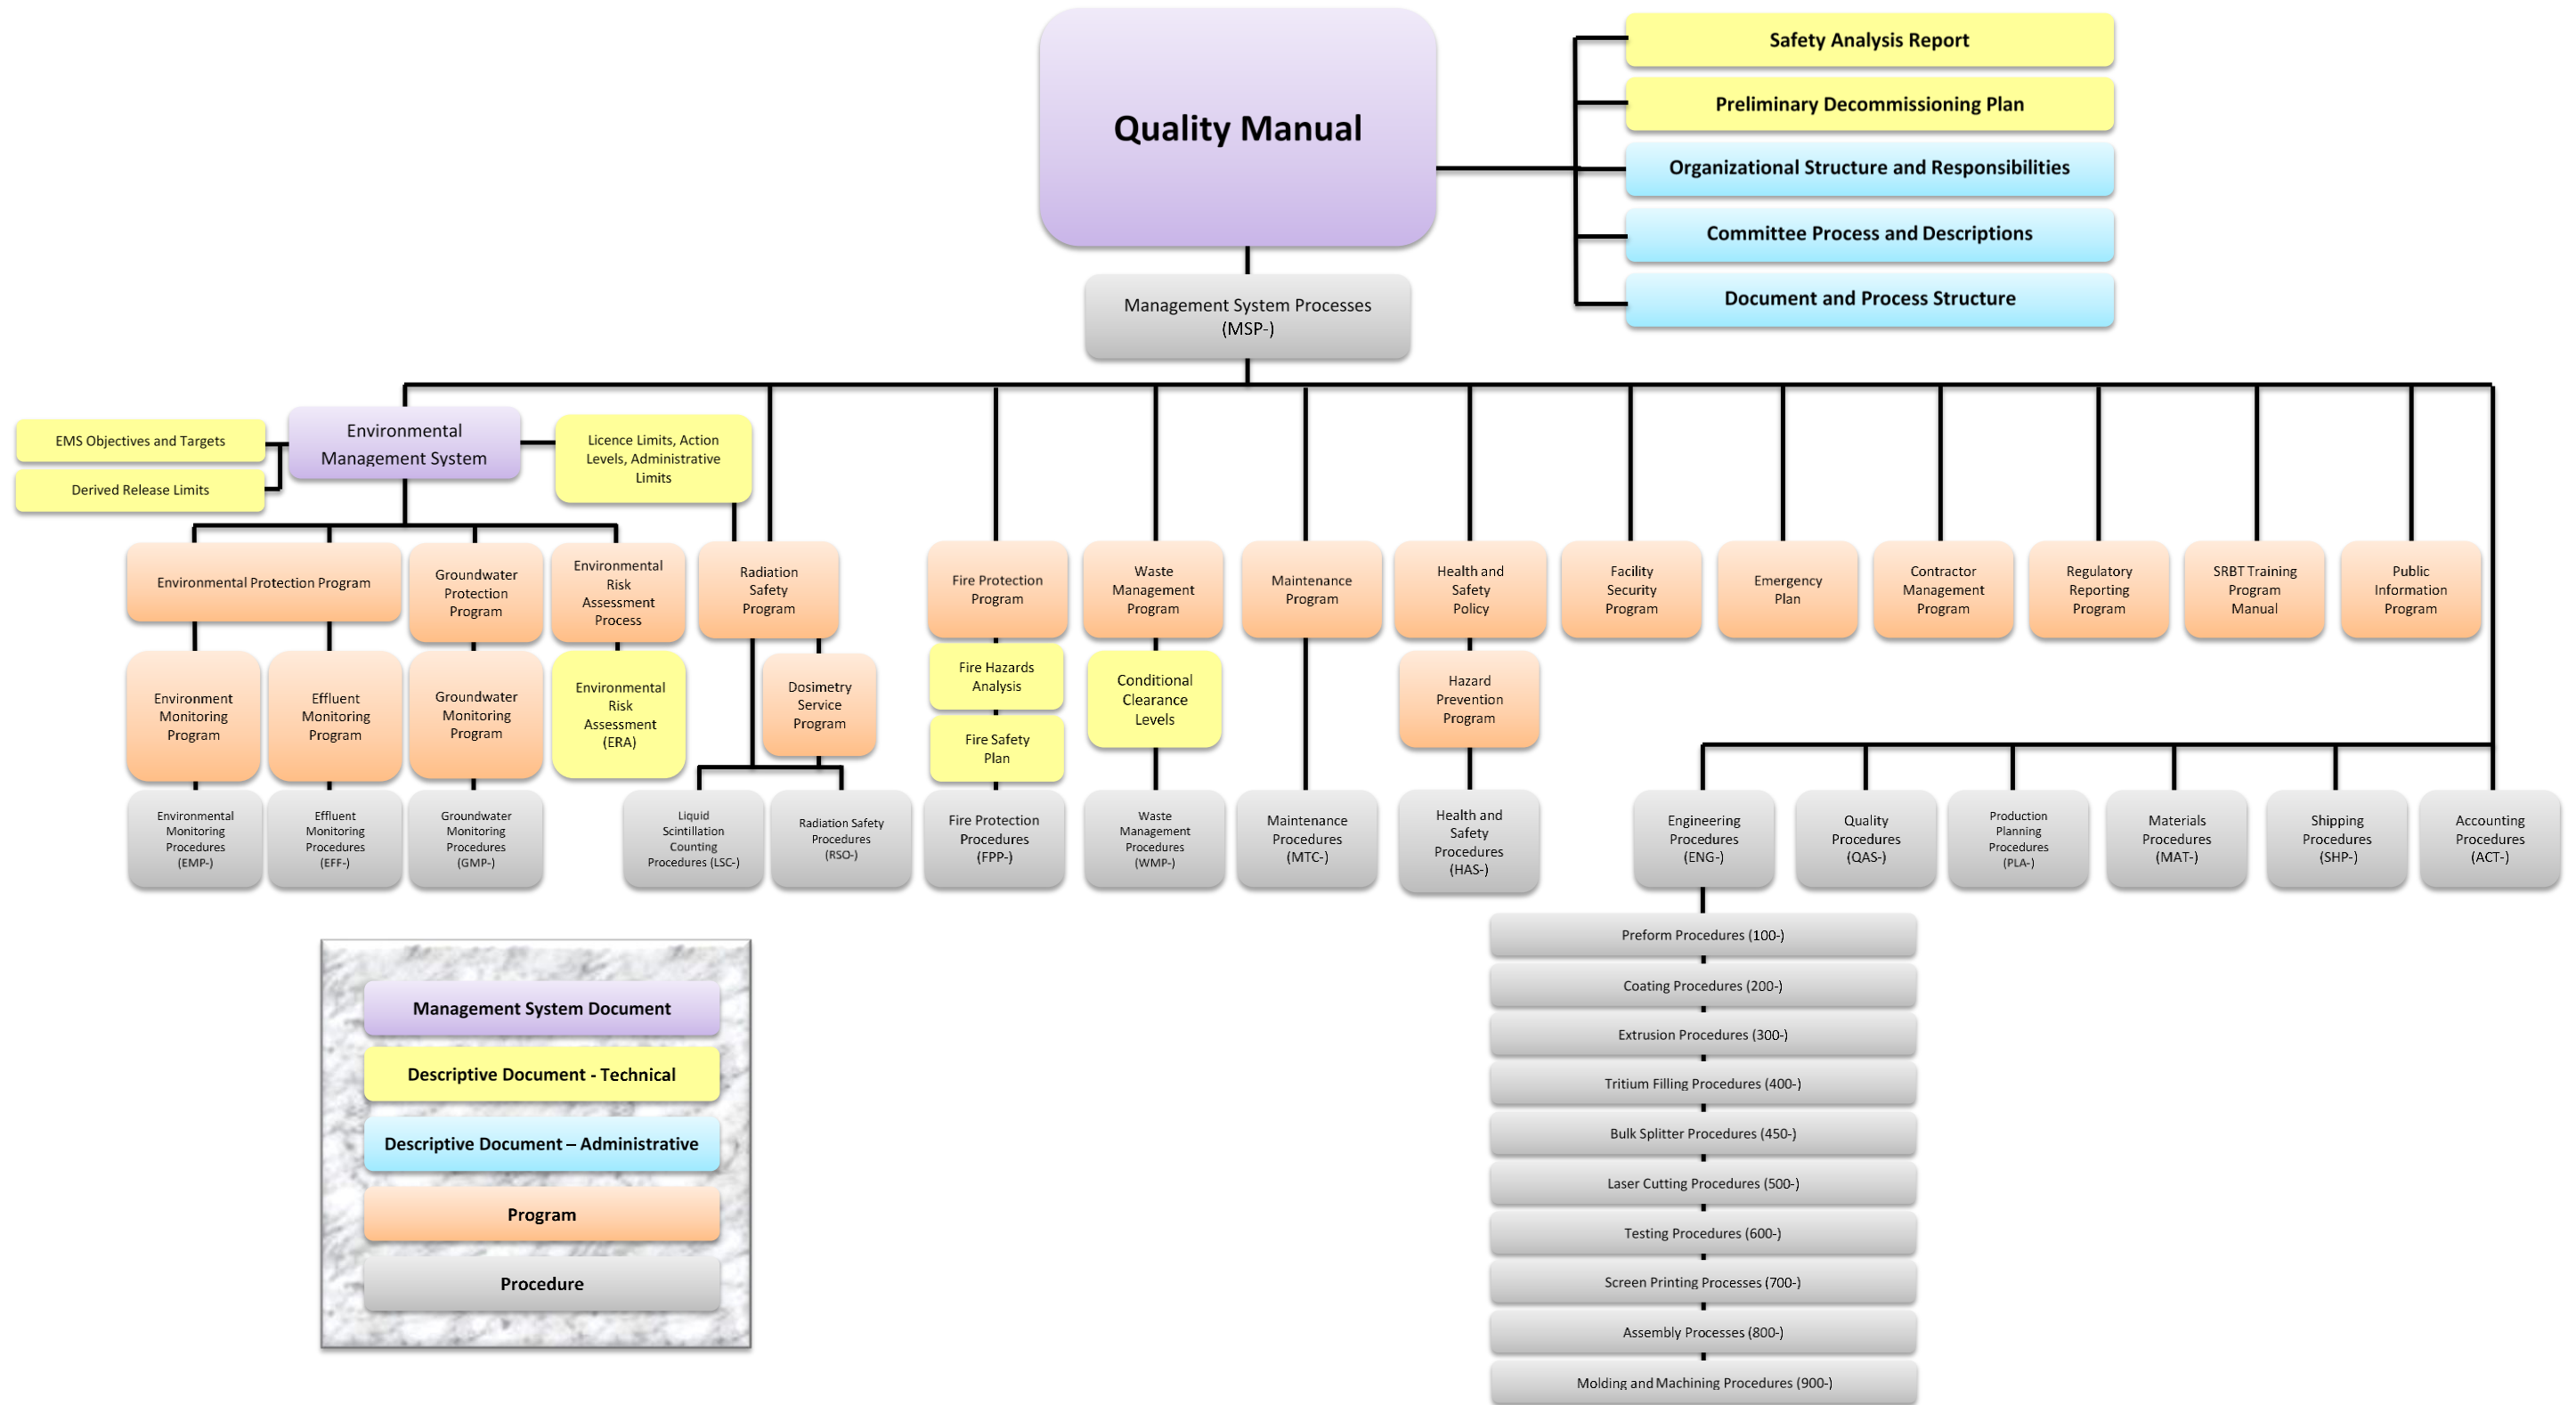 Quality Manual
Safety Analysis Report
Preliminary Decommissioning Plan
Organizational Structure and Responsibilities
Committee Process and Descriptions
Document and Process Structure
Management System Processes
(MSP-)
EMS Objectives and Targets
Derived Release Limits
Environmental
Management System
Licence Limits, Action
Levels, Administrative
Limits
Environmental Protection Program
Groundwater
Protection
Program
Environmental
Risk
Assessment
Process
Radiation
Safety
Program
Fire Protection
Program
Waste
Management
Program
Maintenance
Program
Health and
Safety
Policy
Facility
Security
Program
Emergency
Plan
Contractor
Management
Program
Regulatory
Reporting
Program
SRBT Training
Program
Manual
Public
Information
Program
Environment
Monitoring
Program
Effluent
Monitoring
Program
Groundwater
Monitoring
Program
Environmental
Risk
Assessment
(ERA)
Dosimetry
Service
Program
Fire Hazards
Analysis
Fire Safety
Plan
Conditional
Clearance
Levels
Hazard
Prevention
Program
Environmental
Monitoring
Procedures
(EMP-)
Effluent
Monitoring
Procedures
(EFF-)
Groundwater
Monitoring
Procedures
(GMP-)
Liquid
Scintillation
Counting
Procedures (LSC-)
Radiation Safety
Procedures
(RSO-)
Fire Protection
Procedures
(FPP-)
Waste
Management
Procedures
(WMP-)
Maintenance
Procedures
(MTC-)
Health and
Safety
Procedures
(HAS-)
Engineering
Procedures
(ENG-)
Quality
Procedures
(QAS-)
Production
Planning
Procedures
(PLA-)
Materials
Procedures
(MAT-)
Shipping
Procedures
(SHP-)
Accounting
Procedures
(ACT-)
Preform Procedures (100-)
Coating Procedures (200-)
Extrusion Procedures (300-)
Tritium Filling Procedures (400-)
Bulk Splitter Procedures (450-)
Laser Cutting Procedures (500-)
Testing Procedures (600-)
Screen Printing Processes (700-)
Assembly Processes (800-)
Molding and Machining Procedures (900-)
Management System Document
Descriptive Document - Technical
Descriptive Document – Administrative
Program
Procedure